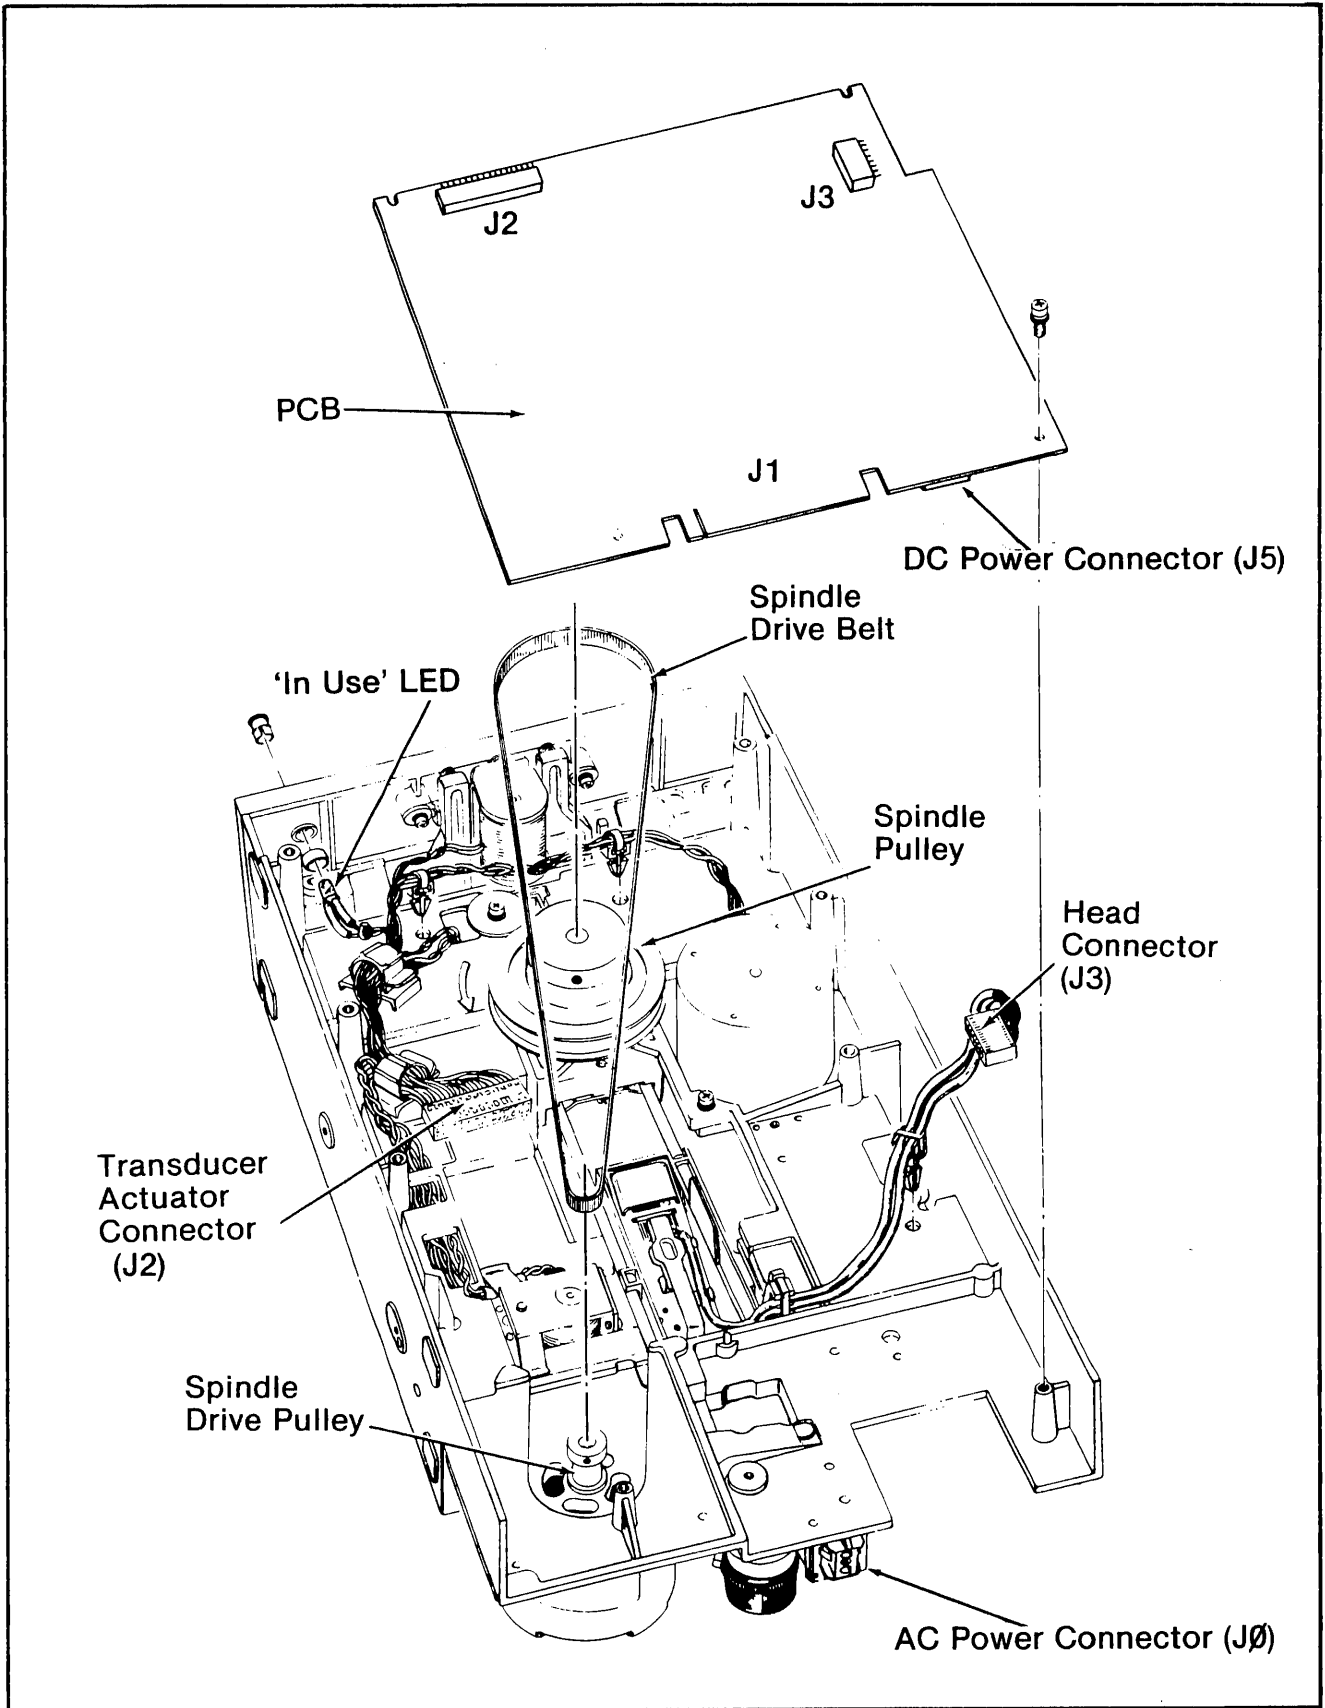 J2
J3
PCB
J1
DC Power Connector (J5)
Spindle
Drive Belt
‘In Use’ LED
Spindle
Pulley
Head
Connector
(J3)
Transducer
Actuator
Connector
(J2)
Spindle
Drive Pulley
AC Power Connector (JØ)